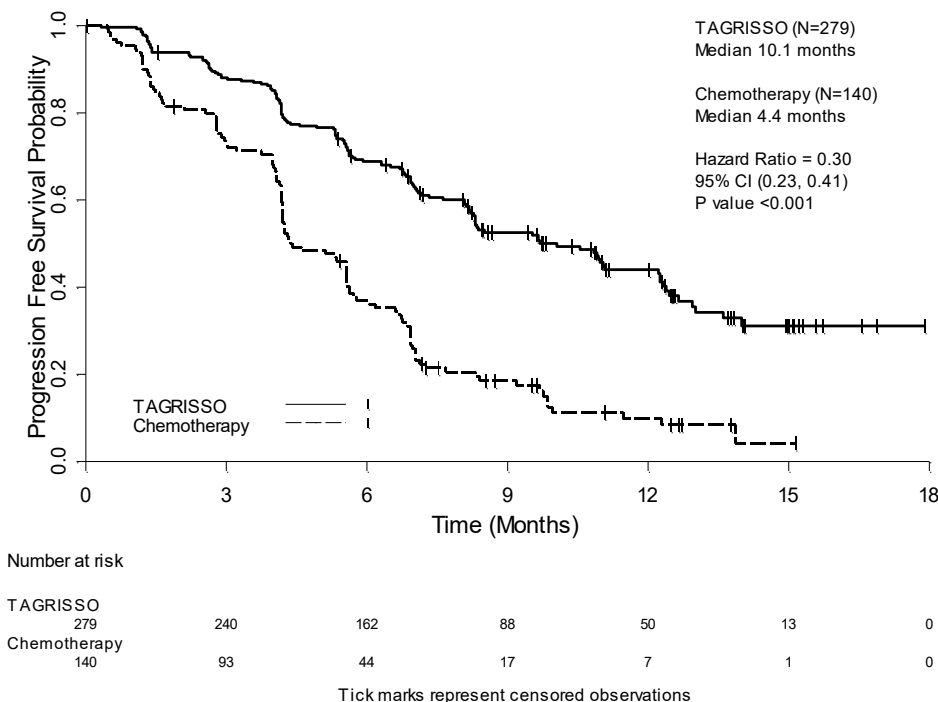 TAGRISSO (N=279)
Median 10.1 months
Chemotherapy (N=140)
Median 4.4 months
Hazard Ratio = 0.30
95% CI (0.23, 0.41)
P value <0.001
Progression Free Survival Probability
1.0
0.8
0.6
0.4
0.2
0.0
TAGRISSO
Chemotherapy
0 3 6 9 12 15 18
Time (Months)
Number at risk
TAGRISSO
279 240 162 88 50 13 0
Chemotherapy
140 93 44 17 7 1 0
Tick marks represent censored observations